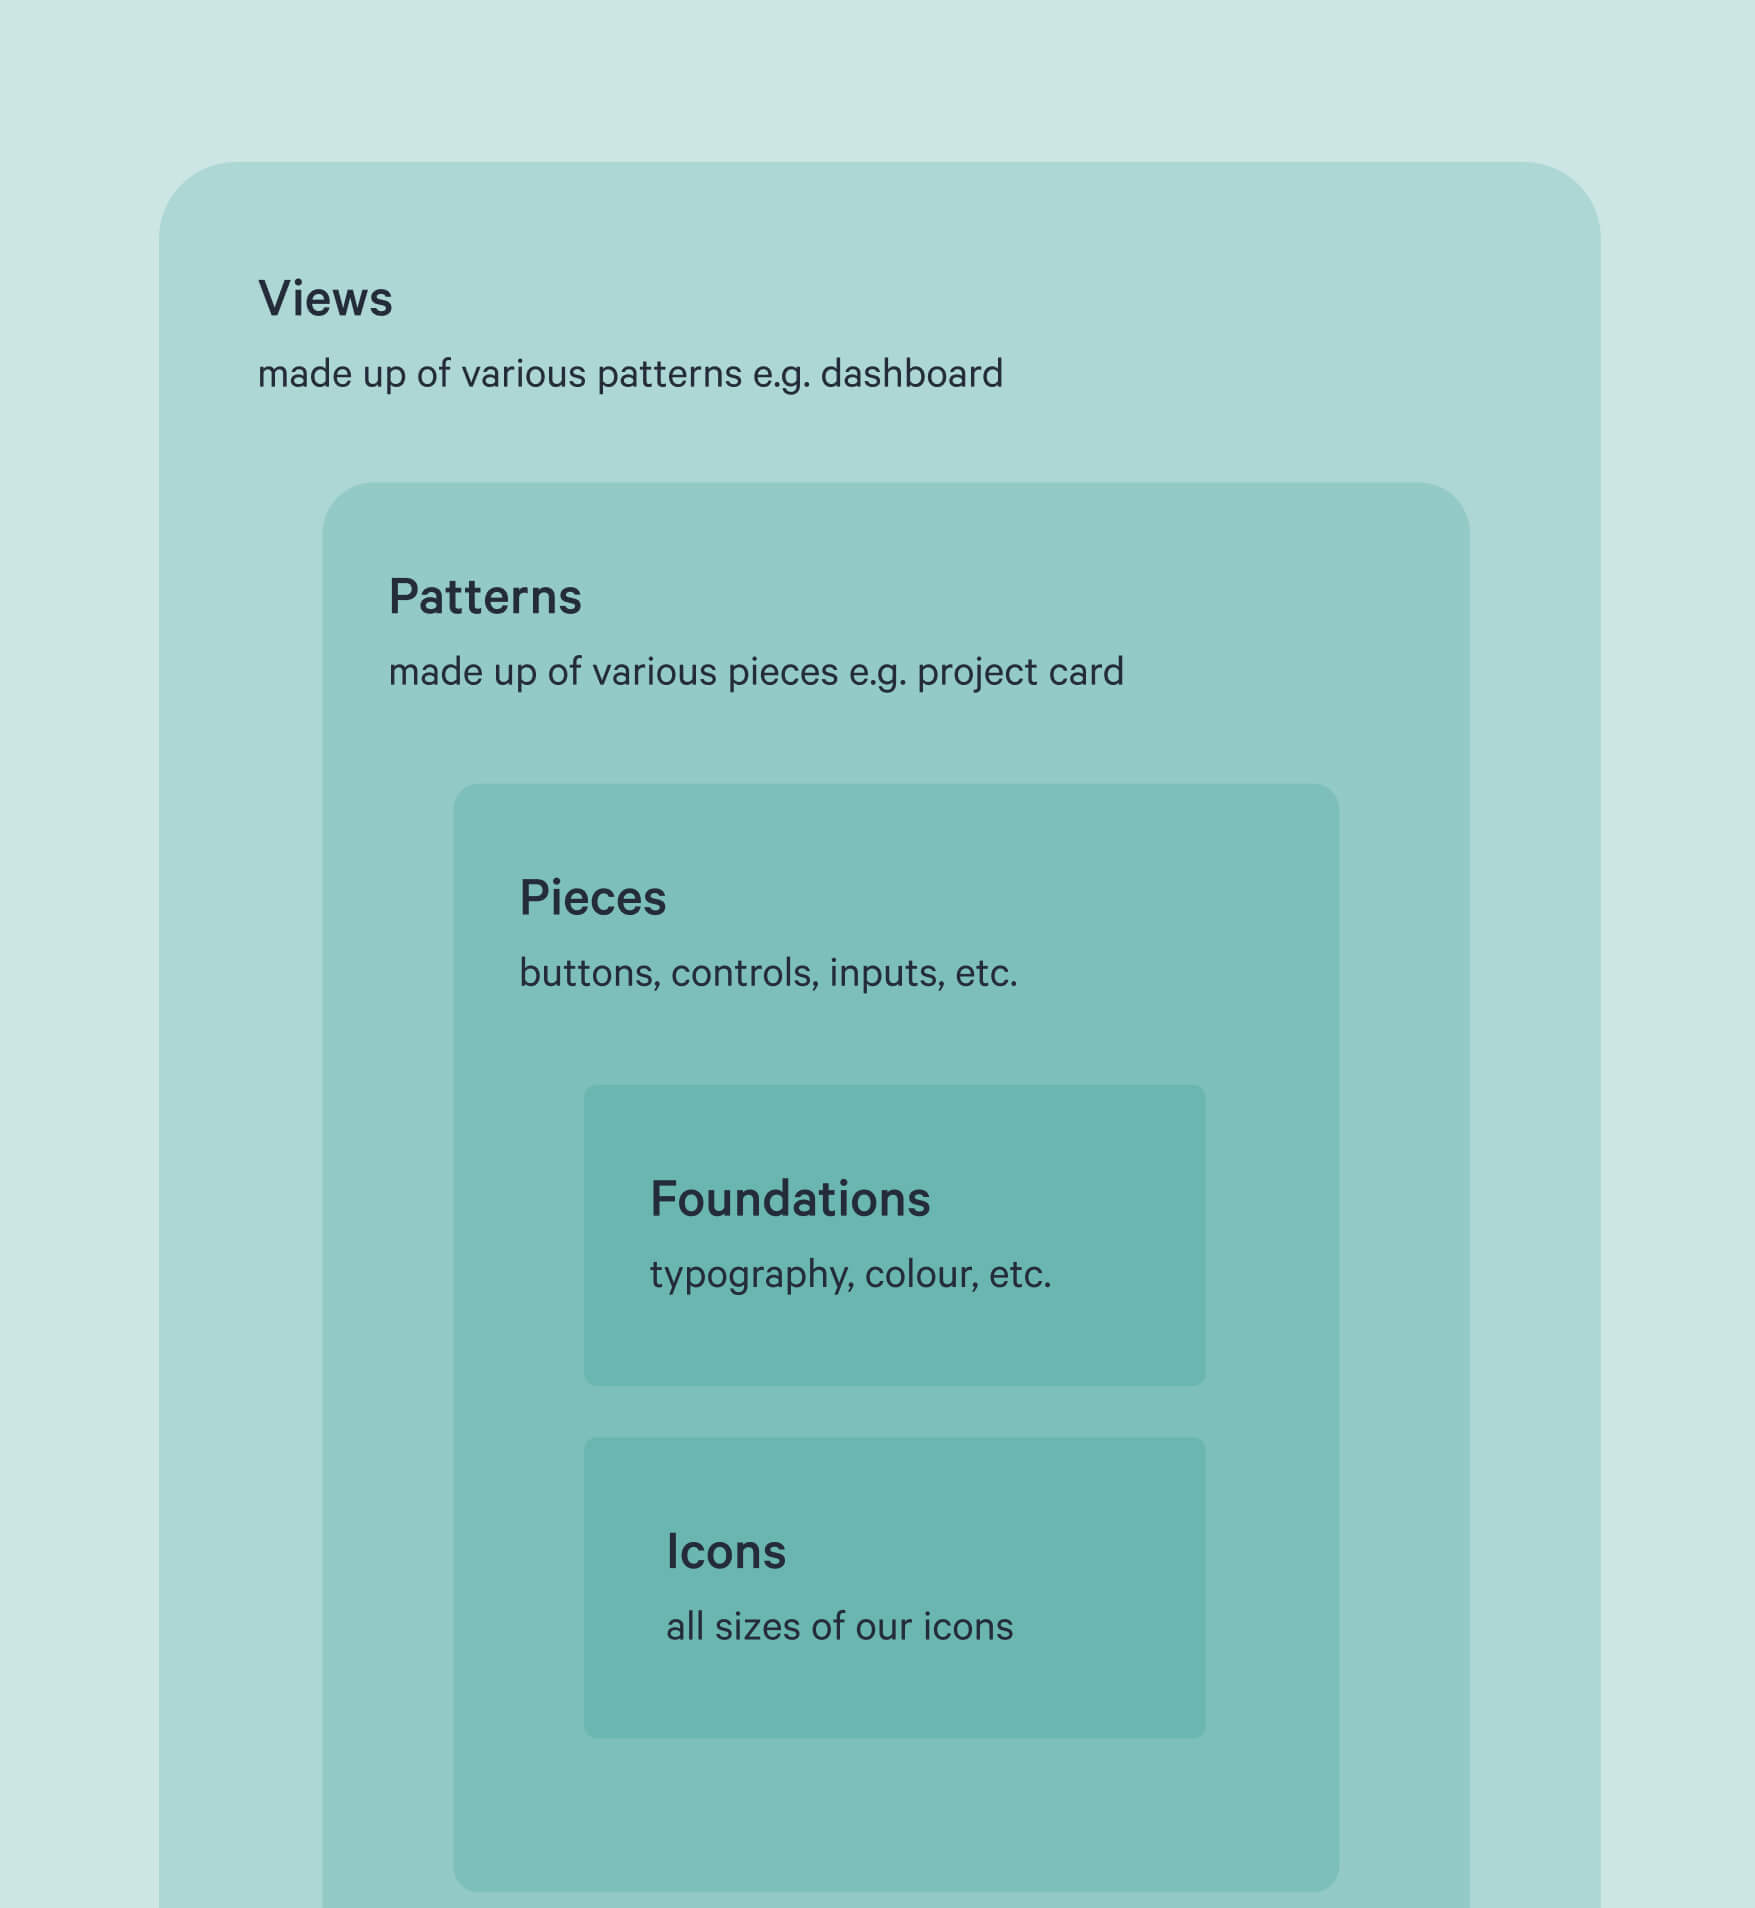 Views
made up of various patterns e.g. dashboard
Patterns
made up of various pieces e.g. project card
Pieces
buttons, controls, inputs, etc.
Foundations
typography, colour, etc.
Icons
all sizes of our icons